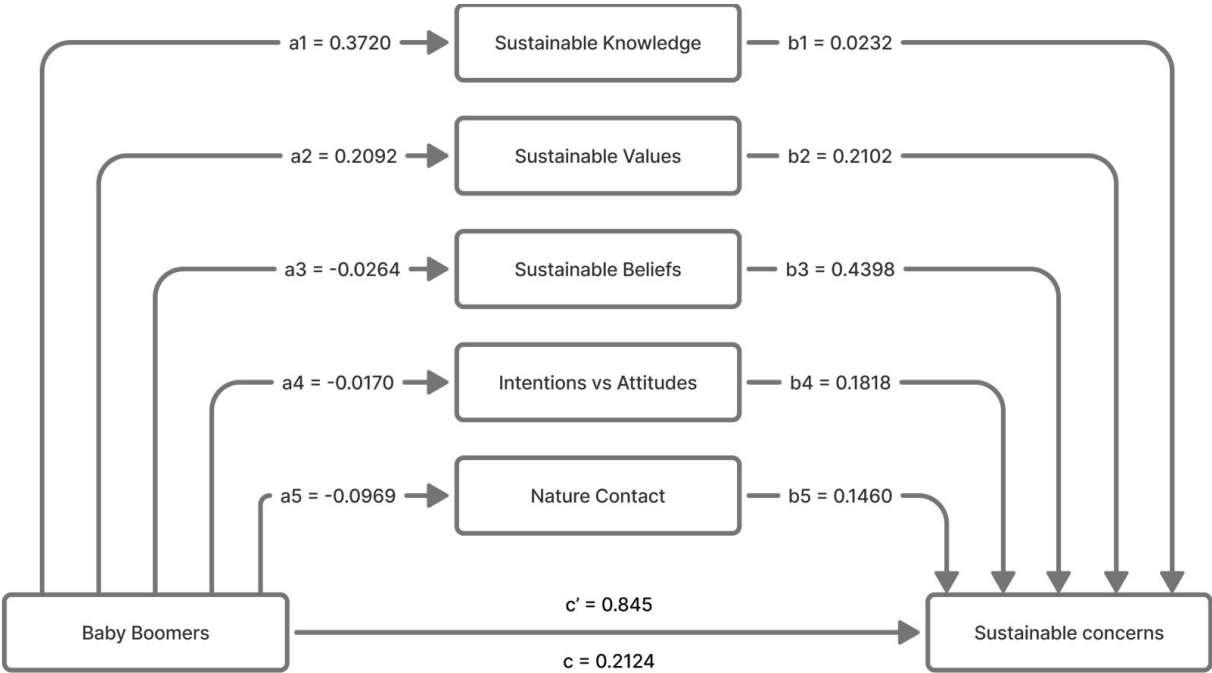 a1 = 0.3720
Sustainable Knowledge
b1 = 0.0232
a2 = 0.2092
Sustainable Values
b2 = 0.2102
a3 = -0.0264
Sustainable Beliefs
b3 = 0.4398
a4 = -0.0170
Intentions vs Attitudes
b4 = 0.1818
a5 = -0.0969
Nature Contact
b5 = 0.1460
c’ = 0.845
Baby Boomers
Sustainable concerns
c = 0.2124